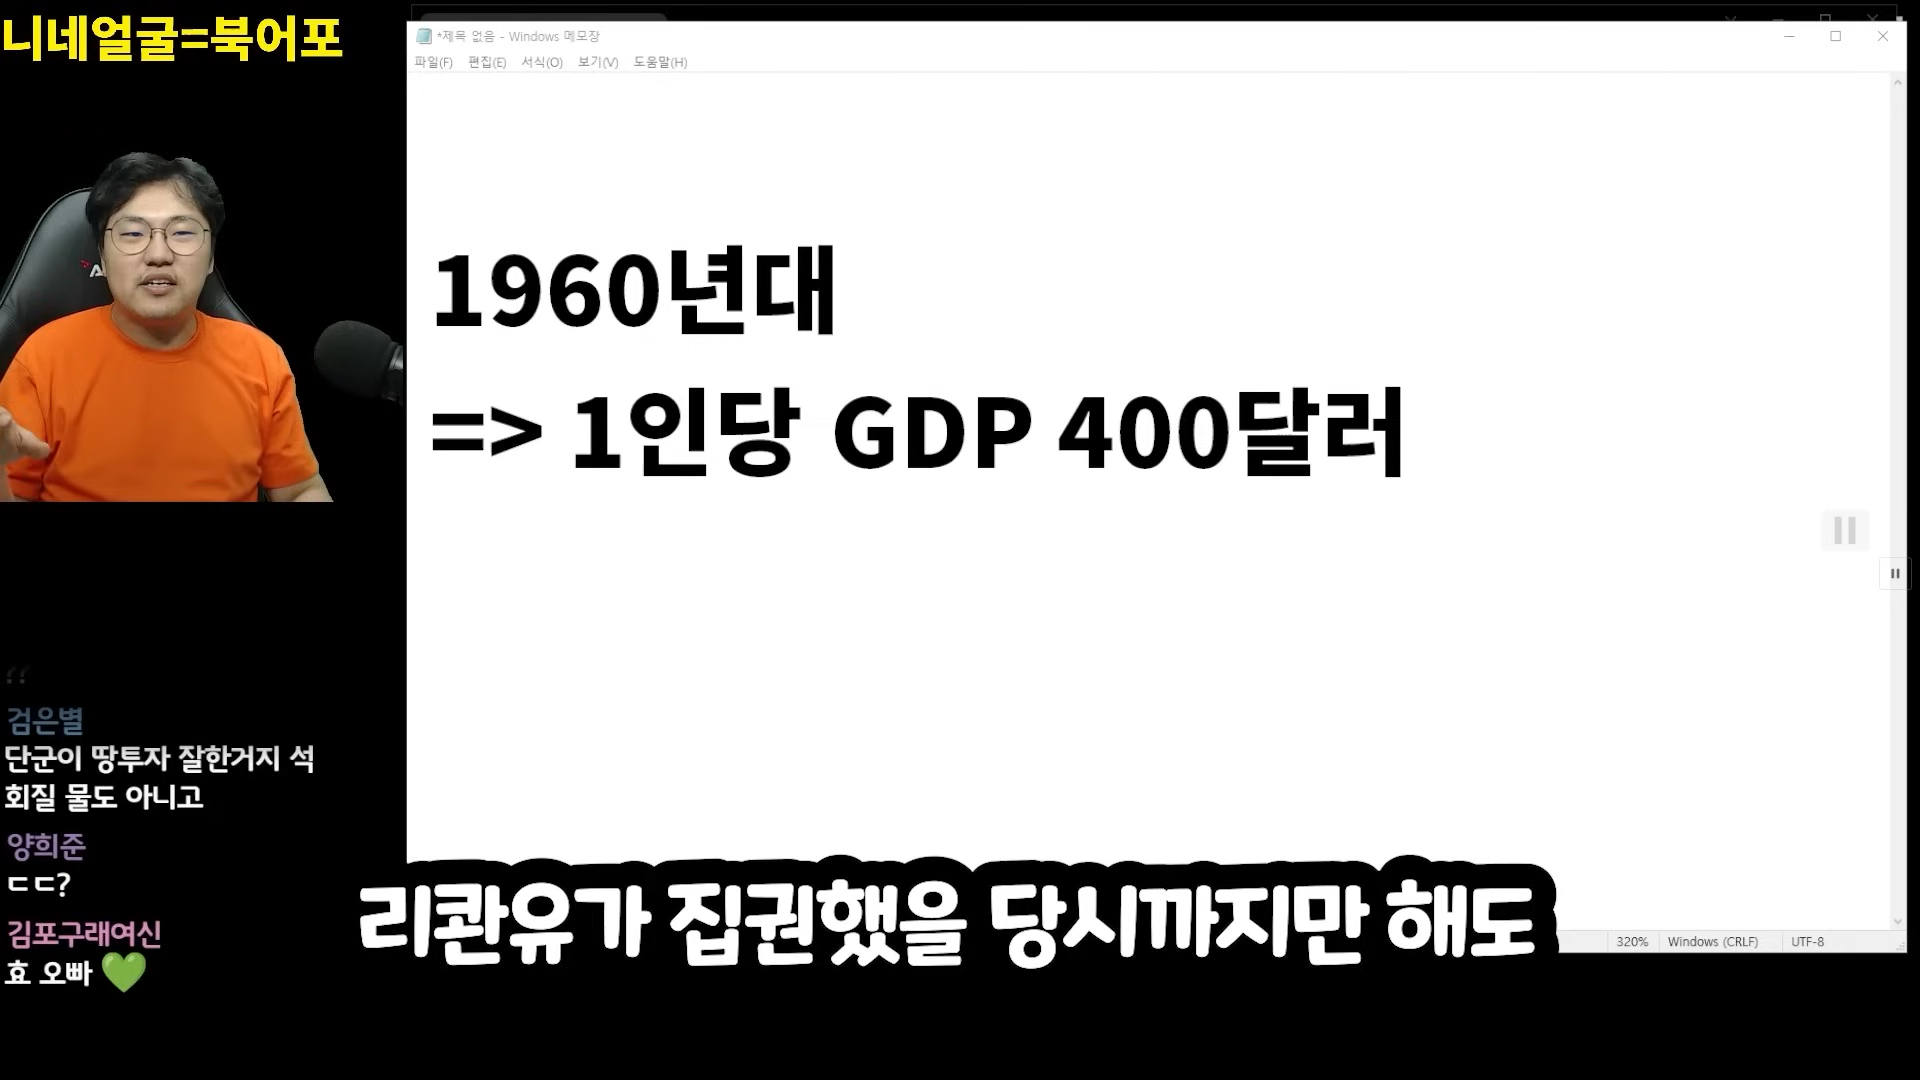 니네얼굴=북어포
*제목 없음 - Windows 메모장
파일(F) 편집(E) 서식(O) 보기(V) 도움말(H)
1960년대
=> 1인당 GDP 400달러
검은별
단군이 땅투자 잘한거지 석
회질 물도 아니고
양희준
ㄷㄷ?
김포구래여신
효 오빠 💚
리콴유가 집권했을 당시까지만 해도
320% Windows (CRLF) UTF-8